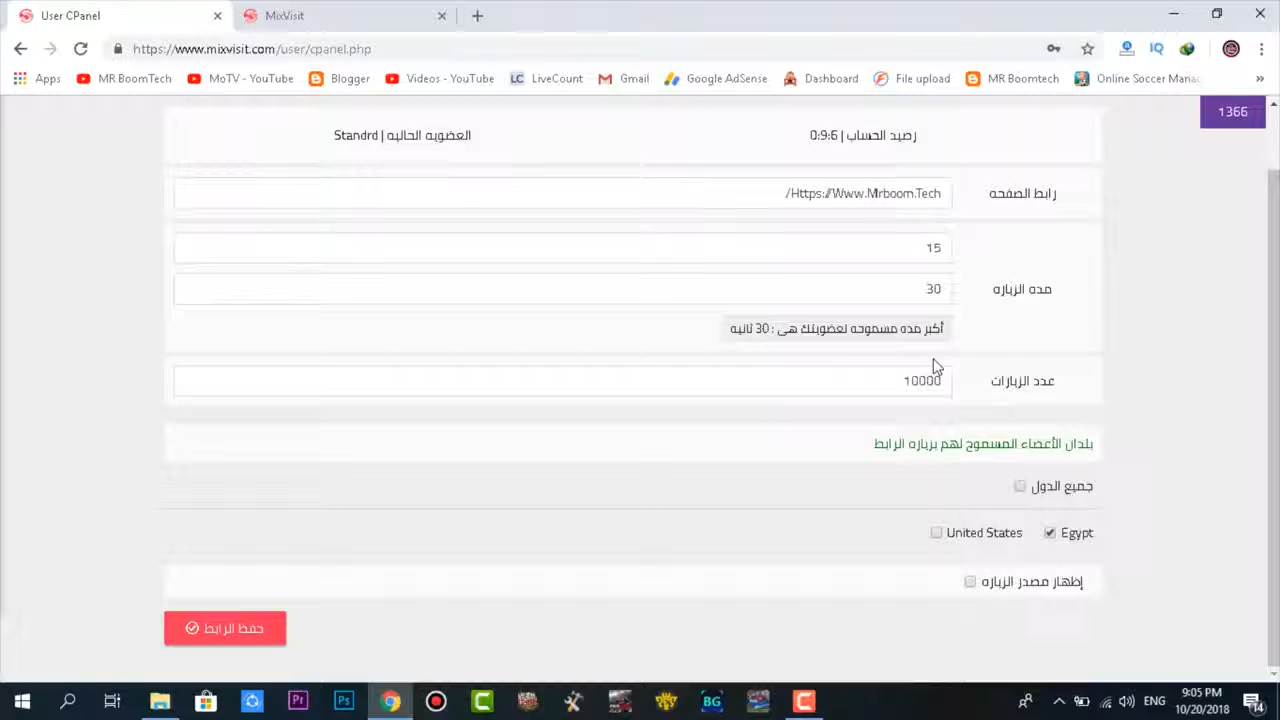 User CPanel
MixVisit
https://www.mixvisit.com/user/cpanel.php
Apps
MR BoomTech
MoTV - YouTube
Blogger
Videos - YouTube
LC LiveCount
Gmail
Google AdSense
Dashboard
File upload
MR Boomtech
Online Soccer Mana
1366
رصيد الحساب | 0:9:6
العضويه الحاليه | Standrd
رابط الصفحه
/Https://Www.Mrboom.Tech
15
مده الزياره
30
أكبر مده مسموحه لعضويتك هى : 30 ثانيه
عدد الزيارات
10000
بلدان الأعضاء المسموح لهم بزياره الرابط
جميع الدول
Egypt
United States
إظهار مصدر الزياره
حفظ الرابط
ENG
9:05 PM
10/20/2018
14